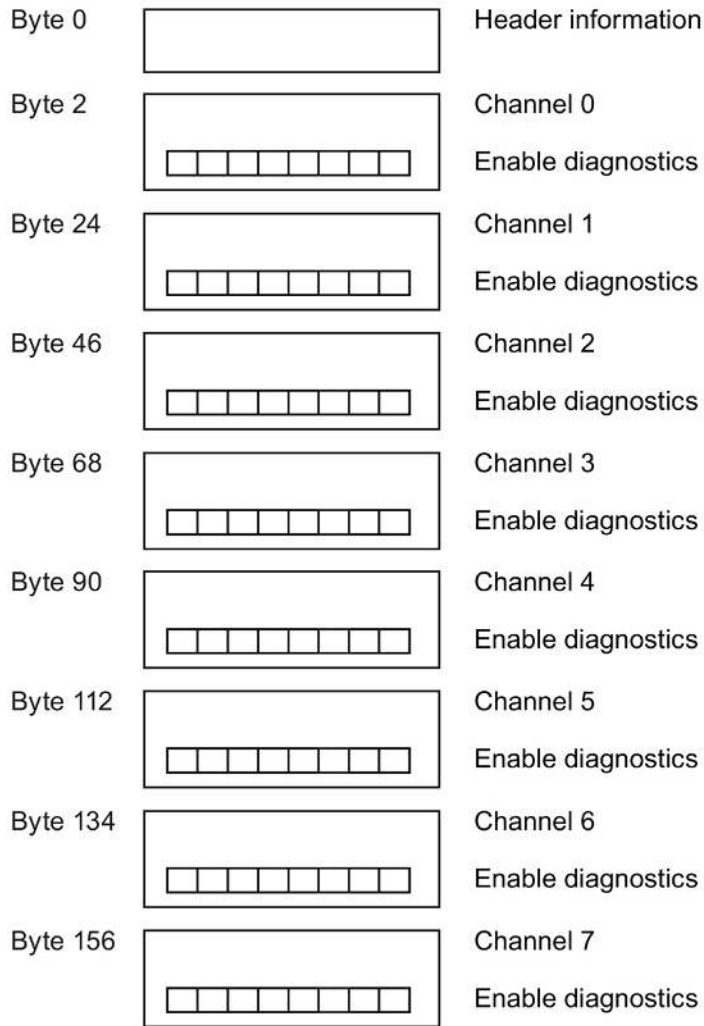 Byte 0 Header information
Byte 2 Channel 0
Enable diagnostics
Byte 24 Channel 1
Enable diagnostics
Byte 46 Channel 2
Enable diagnostics
Byte 68 Channel 3
Enable diagnostics
Byte 90 Channel 4
Enable diagnostics
Byte 112 Channel 5
Enable diagnostics
Byte 134 Channel 6
Enable diagnostics
Byte 156 Channel 7
Enable diagnostics